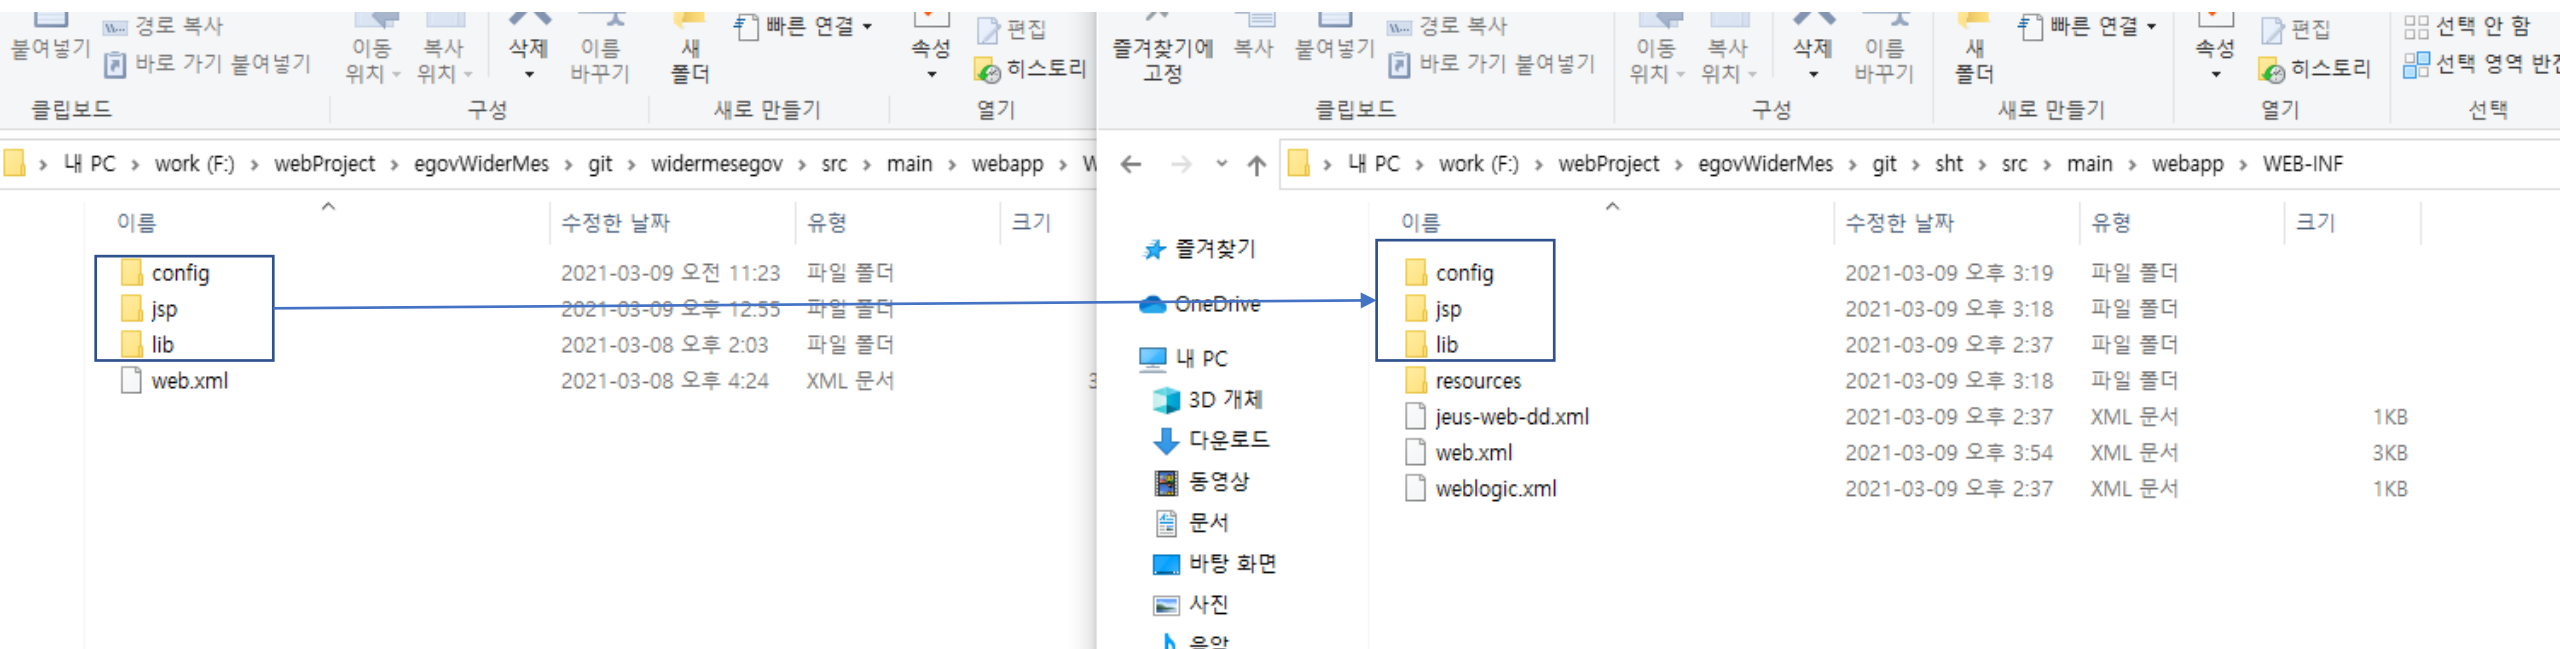 붙여넣기
경로 복사
바로 가기 붙여넣기
이동
위치
복사
위치
삭제
이름
바꾸기
새
폴더
빠른 연결
속성
편집
히스토리
클립보드
구성
새로 만들기
열기
내 PC > work (F:) > webProject > egovWiderMes > git > widermesegov > src > main > webapp >
이름 수정한 날짜 유형 크기
config 2021-03-09 오전 11:23 파일 폴더
jsp 2021-03-09 오후 12:55 파일 폴더
lib 2021-03-08 오후 2:03 파일 폴더
web.xml 2021-03-08 오후 4:24 XML 문서
즐겨찾기에
고정
복사
붙여넣기
경로 복사
바로 가기 붙여넣기
이동
위치
복사
위치
삭제
이름
바꾸기
새
폴더
빠른 연결
속성
편집
히스토리
선택 안 함
선택 영역
클립보드
구성
새로 만들기
열기
선택
내 PC > work (F:) > webProject > egovWiderMes > git > sht > src > main > webapp > WEB-INF
즐겨찾기
OneDrive
내 PC
3D 개체
다운로드
동영상
문서
바탕 화면
사진
음악
이름 수정한 날짜 유형 크기
config 2021-03-09 오후 3:19 파일 폴더
jsp 2021-03-09 오후 3:18 파일 폴더
lib 2021-03-09 오후 2:37 파일 폴더
resources 2021-03-09 오후 3:18 파일 폴더
jeus-web-dd.xml 2021-03-09 오후 2:37 XML 문서 1KB
web.xml 2021-03-09 오후 3:54 XML 문서 3KB
weblogic.xml 2021-03-09 오후 2:37 XML 문서 1KB